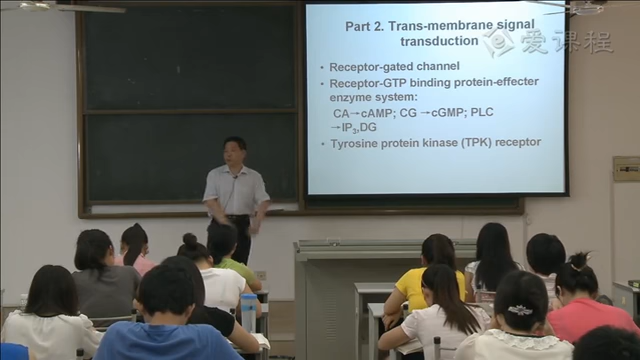 Part 2. Trans-membrane signal
transduction
爱课程
• Receptor-gated channel
• Receptor-GTP binding protein-effecter
enzyme system:
CA→cAMP; CG →cGMP; PLC
→IP3,DG
• Tyrosine protein kinase (TPK) receptor